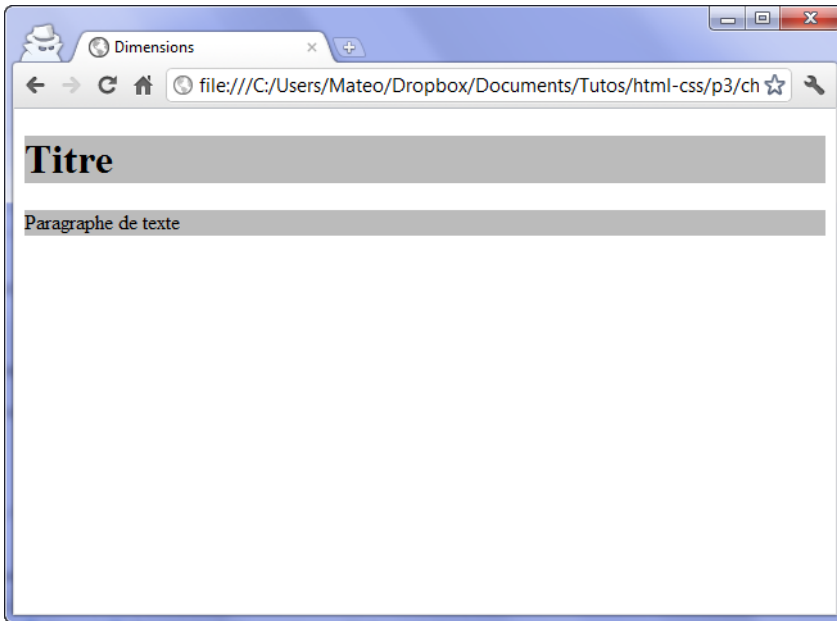 Dimensions
file:///C:/Users/Mateo/Dropbox/Documents/Tutos/html-css/p3/ch
Titre
Paragraphe de texte